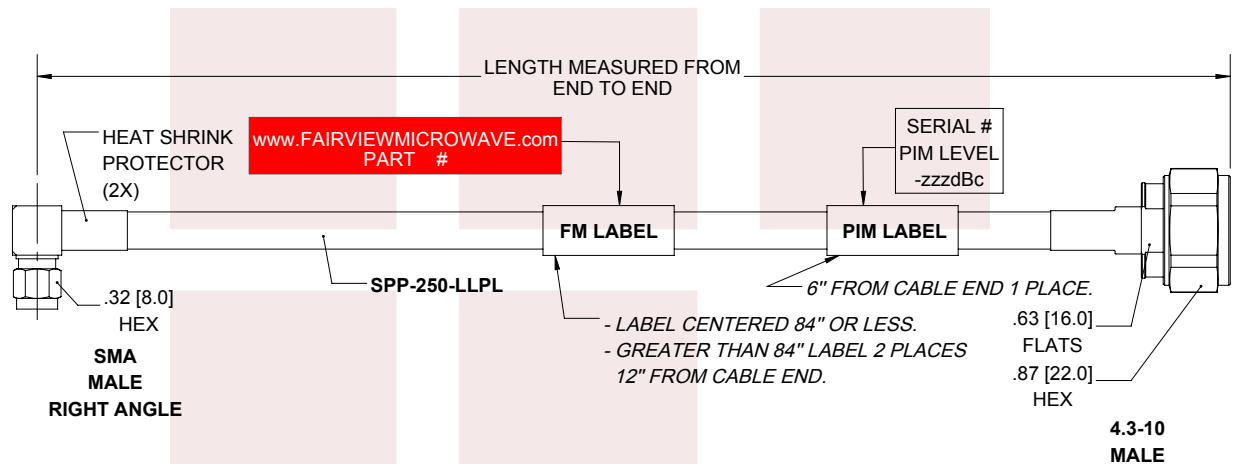 LENGTH MEASURED FROM
END TO END
HEAT SHRINK
PROTECTOR
(2X)
www.FAIRVIEWMICROWAVE.com
PART #
SERIAL #
PIM LEVEL
-zzzdBc
FM LABEL
PIM LABEL
SPP-250-LLPL
6" FROM CABLE END 1 PLACE.
.32 [8.0]
HEX
- LABEL CENTERED 84" OR LESS.
- GREATER THAN 84" LABEL 2 PLACES
12" FROM CABLE END.
.63 [16.0]
FLATS
.87 [22.0]
HEX
SMA
MALE
RIGHT ANGLE
4.3-10
MALE